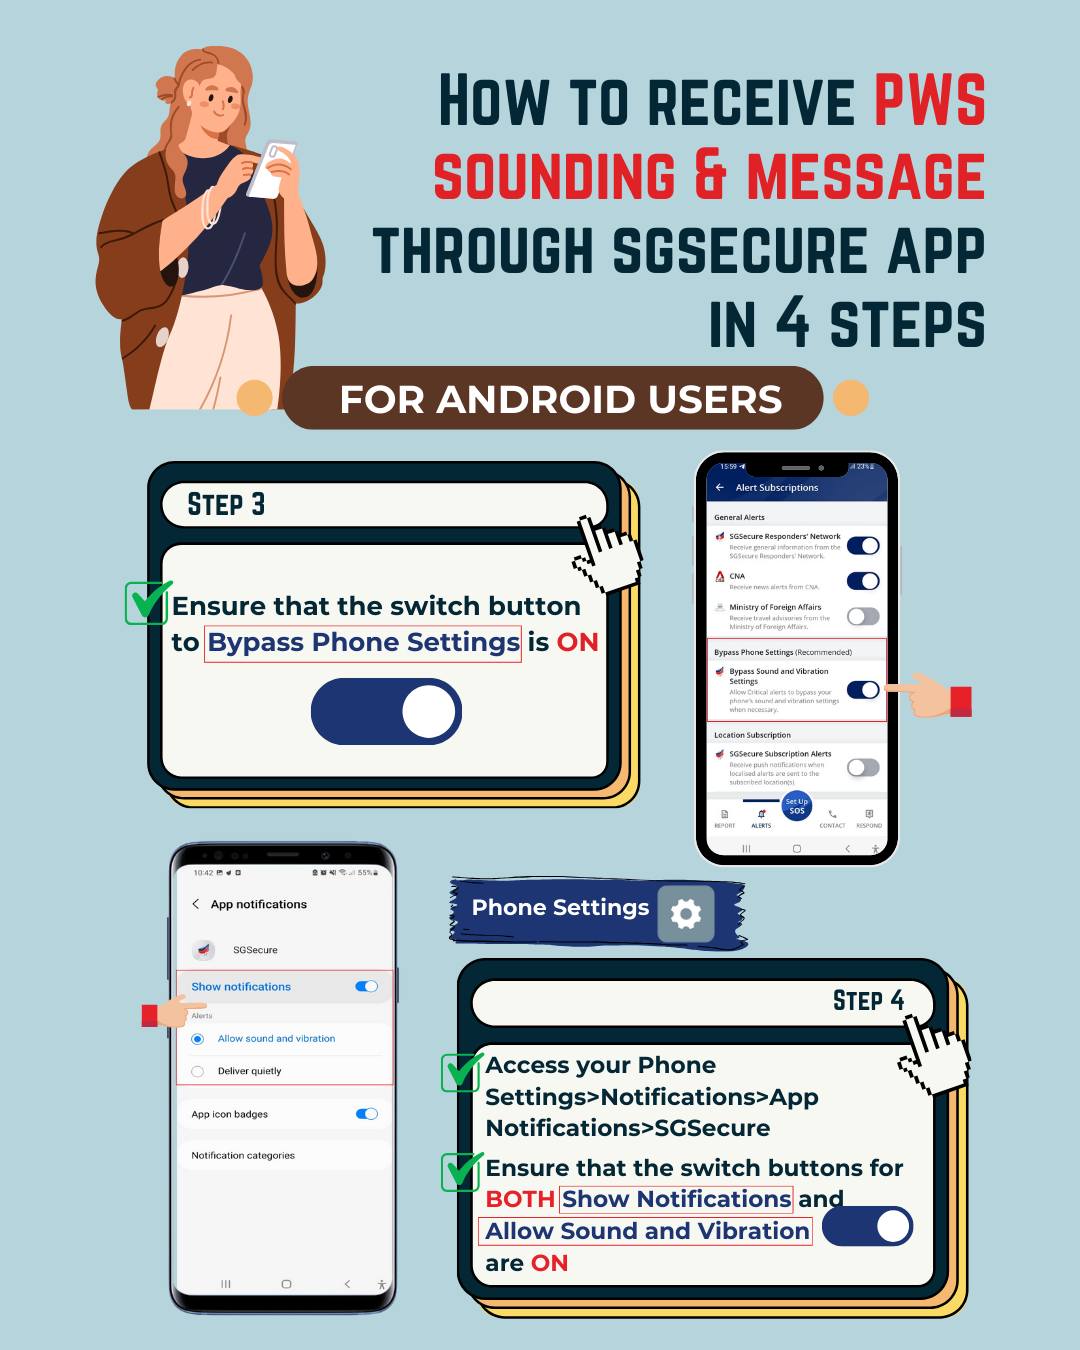 HOW TO RECEIVE PWS
SOUNDING & MESSAGE
THROUGH SGSECURE APP
IN 4 STEPS
FOR ANDROID USERS
STEP 3
Ensure that the switch button
to Bypass Phone Settings is ON
15:59
23%
Alert Subscriptions
General Alerts
SGSecure Responders' Network
Receive general information from the
SGSecure Responders' Network.
CNA
Receive news alerts from CNA.
Ministry of Foreign Affairs
Receive travel advisories from the
Ministry of Foreign Affairs.
Bypass Phone Settings (Recommended)
Bypass Sound and Vibration
Settings
Allow Critical alerts to bypass your
phone's sound and vibration settings
when necessary.
Location Subscription
SGSecure Subscription Alerts
Receive push notifications when
localised alerts are sent to the
subscribed location(s).
Set Up
SOS
REPORT
ALERTS
CONTACT
RESPOND
10:42
55%
App notifications
SGSecure
Show notifications
Alerts
Allow sound and vibration
Deliver quietly
App icon badges
Notification categories
Phone Settings
STEP 4
Access your Phone
Settings>Notifications>App
Notifications>SGSecure
Ensure that the switch buttons for
BOTH Show Notifications and
Allow Sound and Vibration
are ON